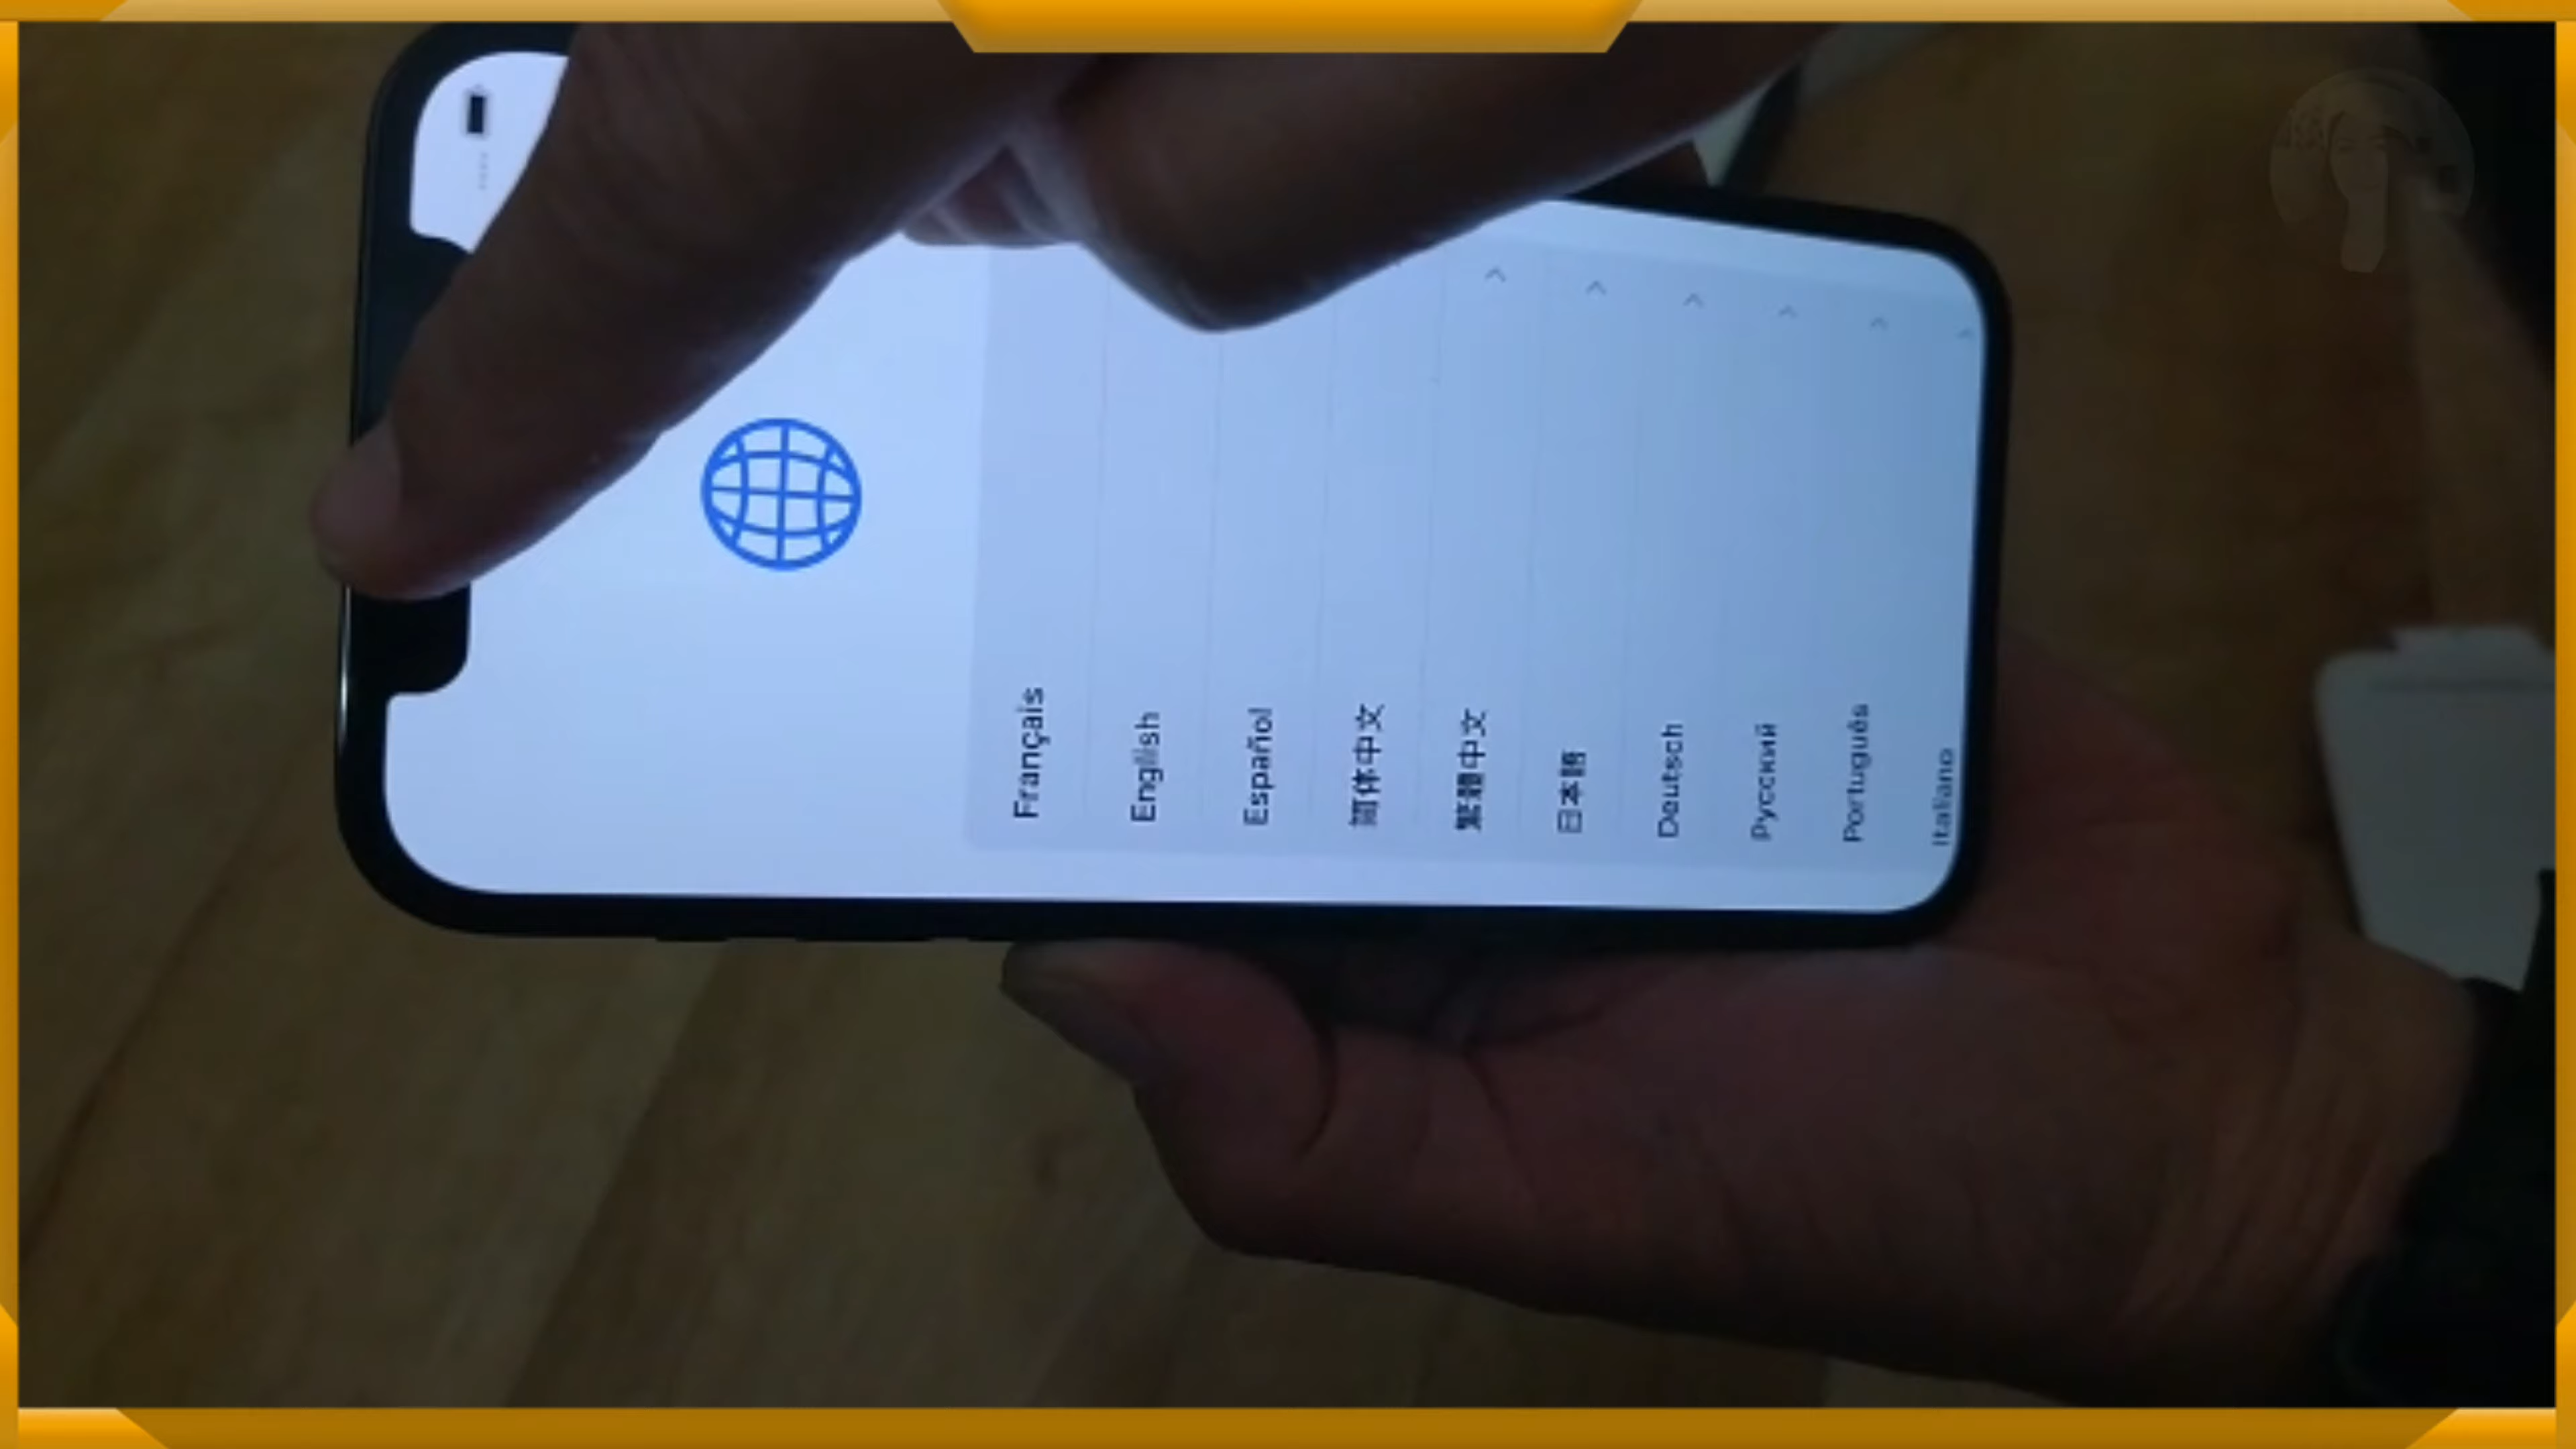 Français
English
Español
简体中文
繁體中文
日本語
Deutsch
Русский
Português
Italiano